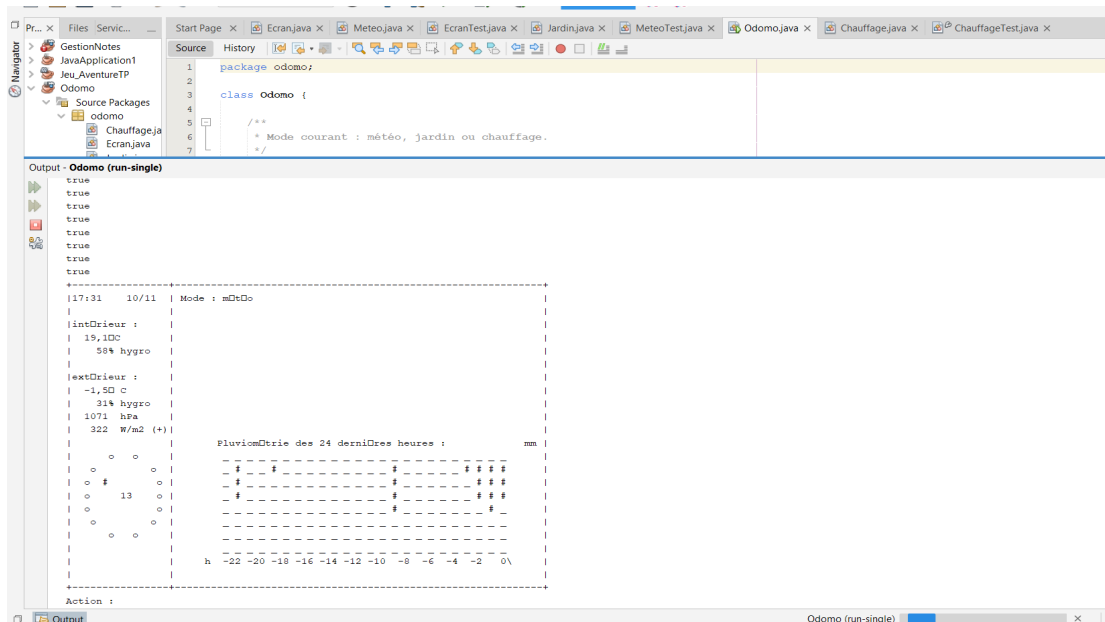 Pr... × Files Servic...
Start Page × Ecran.java × Meteo.java × EcranTest.java × Jardin.java × MeteoTest.java × Odomo.java × Chauffage.java × ChauffageTest.java ×
Navigator
GestionNotes
JavaApplication1
Jeu_AventureTP
Odomo
Source Packages
odomo
Chauffage.ja
Ecran.java
Source History
1 package odomo;
2
3 class Odomo {
4
5 /**
6 * Mode courant : météo, jardin ou chauffage.
7 */
Output - Odomo (run-single)
true
true
true
true
true
true
true
true
+----------------+--------------------------------------------------------------+
|17:31 10/11 | Mode : m□t□o |
| | |
|int□rieur : | |
| 19,1□C | |
| 58% hygro | |
| | |
|ext□rieur : | |
| -1,5□ C | |
| 31% hygro | |
| 1071 hPa | |
| 322 W/m2 (+)| |
| | Pluviom□trie des 24 derni□res heures : mm |
| o o | _ _ _ _ _ _ _ _ _ _ _ _ _ _ _ _ _ _ _ _ _ _ _ _ |
| o o | _ # _ _ # _ _ _ _ _ _ _ _ _ # _ _ _ _ _ # # # # |
| o # o | _ # _ _ _ _ _ _ _ _ _ _ _ _ # _ _ _ _ _ _ # # # |
| o 13 o | _ # _ _ _ _ _ _ _ _ _ _ _ _ # _ _ _ _ _ _ # # # |
| o o | _ _ _ _ _ _ _ _ _ _ _ _ _ _ # _ _ _ _ _ _ _ # _ |
| o o | _ _ _ _ _ _ _ _ _ _ _ _ _ _ _ _ _ _ _ _ _ _ _ _ |
| o o | _ _ _ _ _ _ _ _ _ _ _ _ _ _ _ _ _ _ _ _ _ _ _ _ |
| | _ _ _ _ _ _ _ _ _ _ _ _ _ _ _ _ _ _ _ _ _ _ _ _ |
| | h -22 -20 -18 -16 -14 -12 -10 -8 -6 -4 -2 0\ |
| | |
+----------------+--------------------------------------------------------------+
Action :
Output
Odomo (run-single) ×